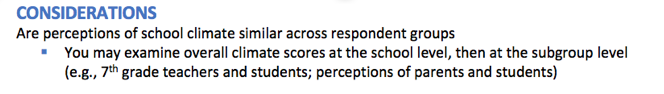 CONSIDERATIONS
Are perceptions of school climate similar across respondent groups
▪ You may examine overall climate scores at the school level, then at the subgroup level
(e.g., 7th grade teachers and students; perceptions of parents and students)